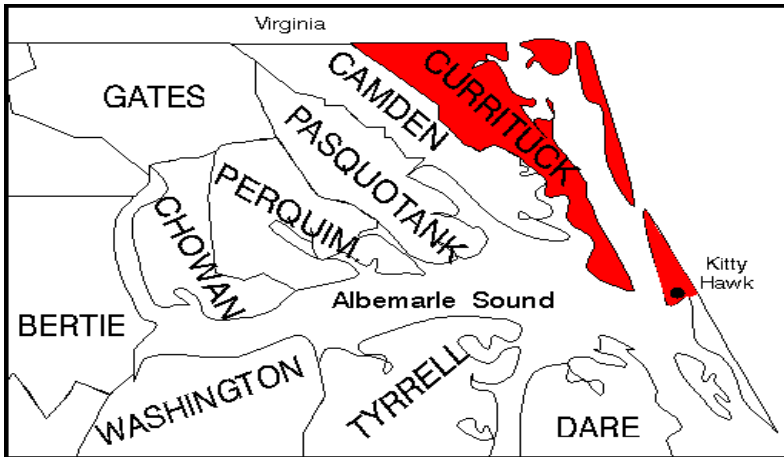 Virginia
GATES
CAMDEN
CURRITUCK
PASQUOTANK
PERQUIM.
CHOWAN
Kitty
Hawk
Albemarle Sound
BERTIE
WASHINGTON
TYRRELL
DARE